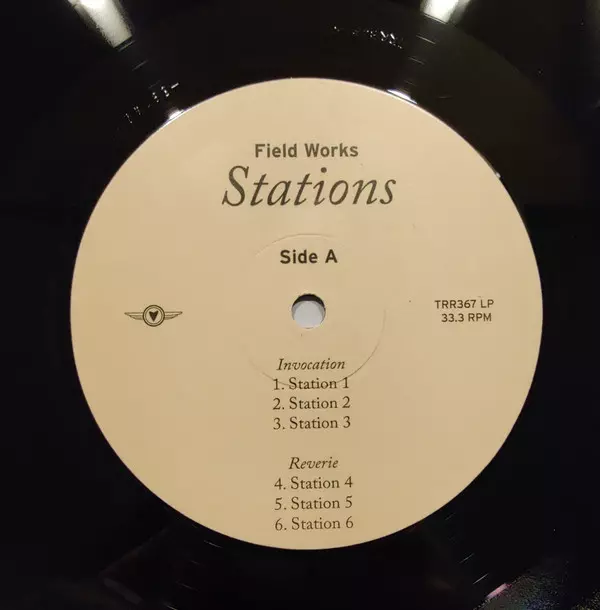 Field Works
Stations
Side A
TRR367 LP
33.3 RPM
Invocation
1. Station 1
2. Station 2
3. Station 3
Reverie
4. Station 4
5. Station 5
6. Station 6